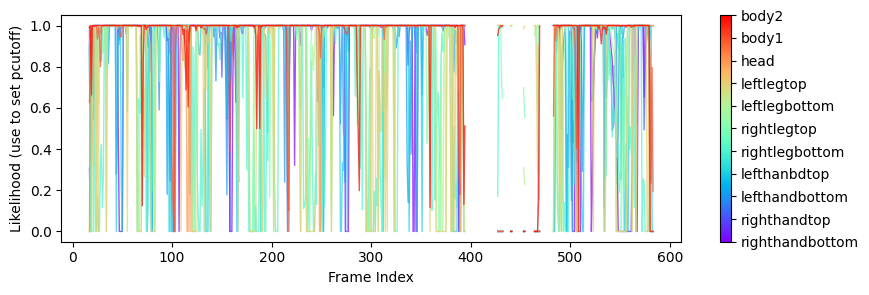 Likelihood (use to set pcutoff)
1.0
0.8
0.6
0.4
0.2
0.0
0
100
200
300
400
500
600
Frame Index
body2
body1
head
leftlegtop
leftlegbottom
rightlegtop
rightlegbottom
lefthanbdtop
lefthandbottom
righthandtop
righthandbottom